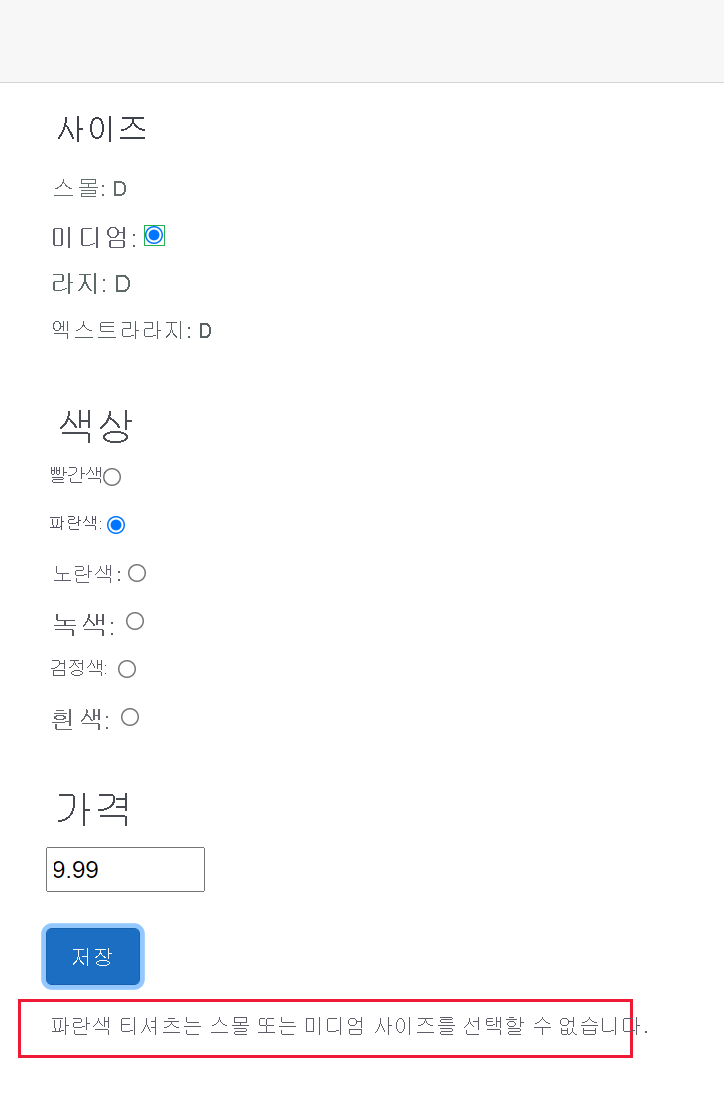 사이즈
스몰: D
미디엄:
라지: D
엑스트라라지: D
색상
빨간색
파란색:
노란색:
녹색:
검정색:
흰색:
가격
9.99
저장
파란색 티셔츠는 스몰 또는 미디엄 사이즈를 선택할 수 없습니다.